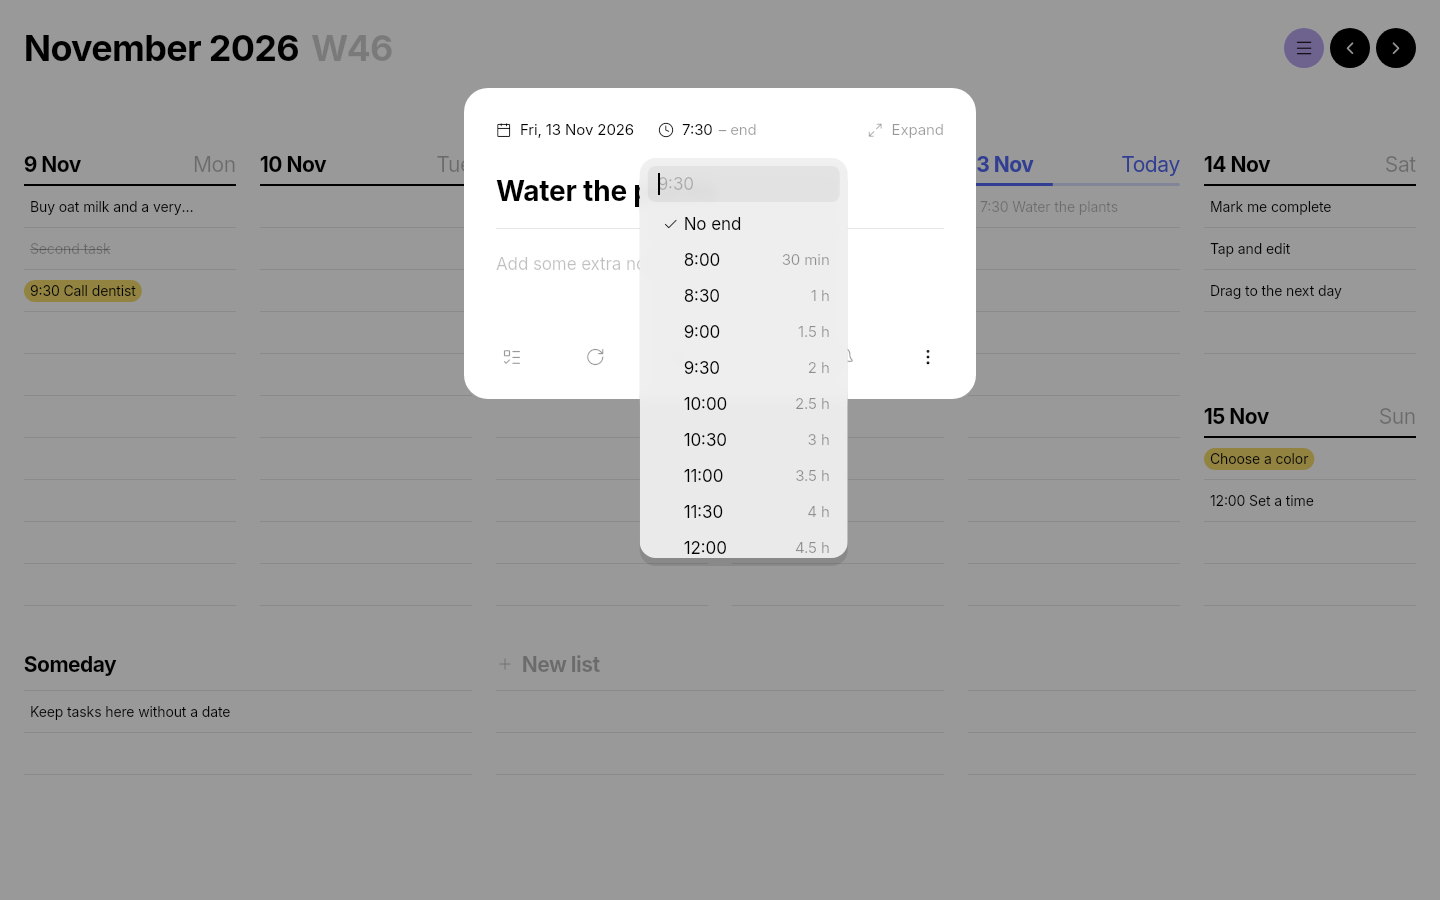 November 2026 W46
Fri, 13 Nov 2026 7:30 – end Expand
9 Nov Mon
10 Nov Tue
3 Nov Today
14 Nov Sat
Water the p
Add some extra no
9:30
No end
8:00 30 min
8:30 1 h
9:00 1.5 h
9:30 2 h
10:00 2.5 h
10:30 3 h
11:00 3.5 h
11:30 4 h
12:00 4.5 h
Buy oat milk and a very...
Second task
9:30 Call dentist
7:30 Water the plants
Mark me complete
Tap and edit
Drag to the next day
15 Nov Sun
Choose a color
12:00 Set a time
Someday
New list
Keep tasks here without a date